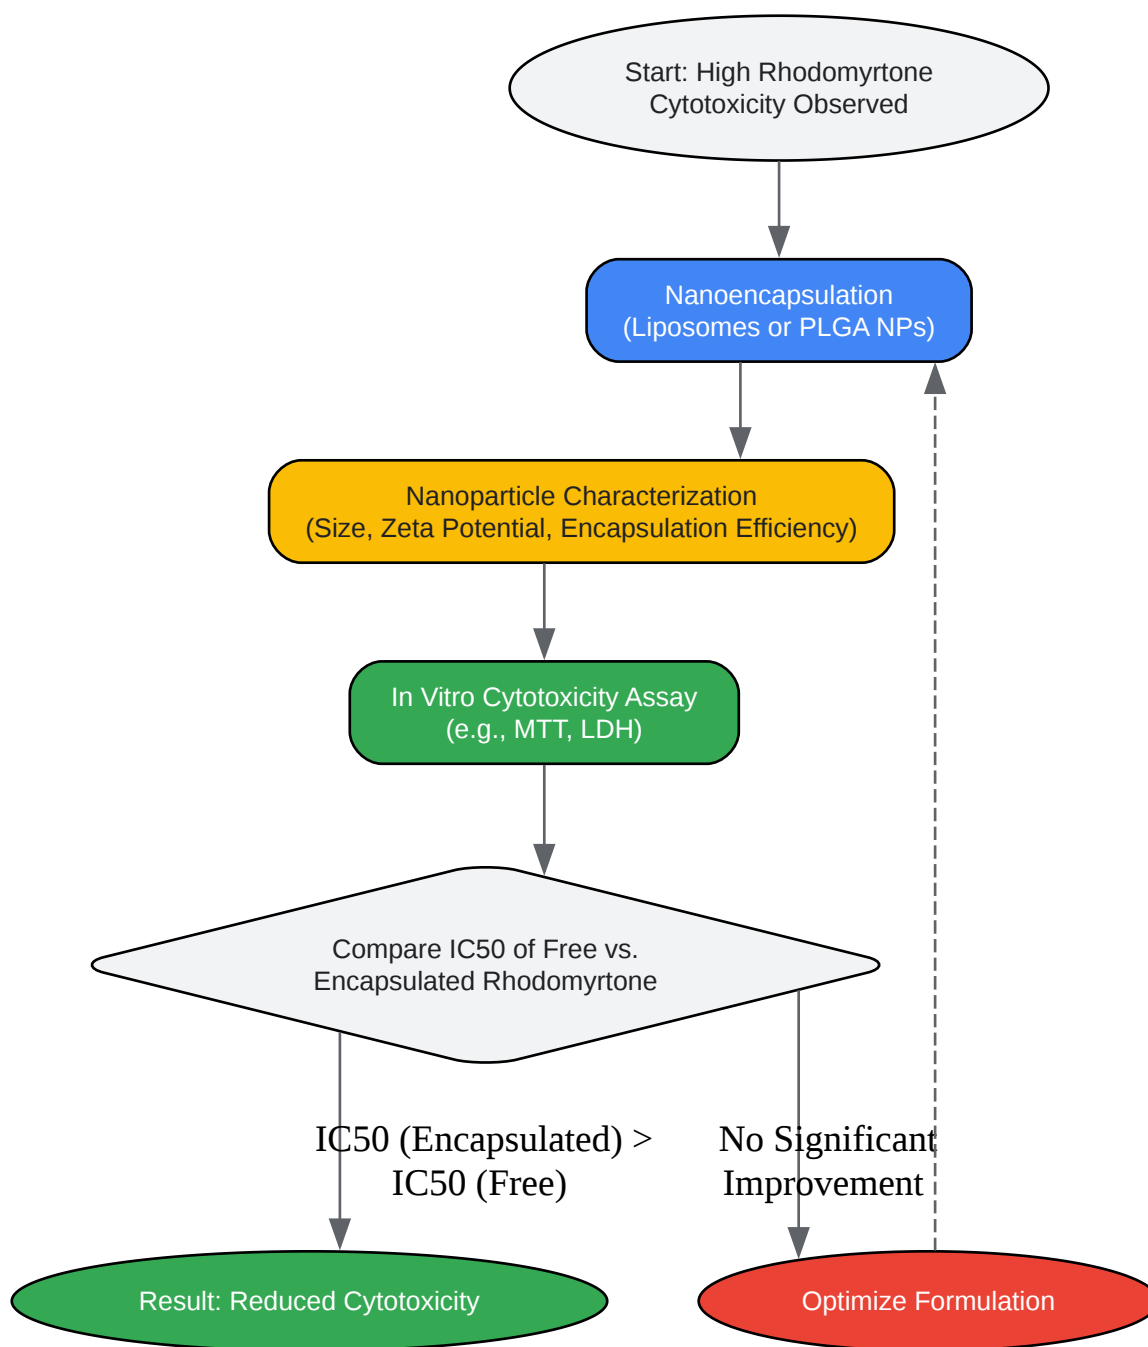 Start: High Rhodomyrtone
Cytotoxicity Observed
Nanoencapsulation
(Liposomes or PLGA NPs)
Nanoparticle Characterization
(Size, Zeta Potential, Encapsulation Efficiency)
In Vitro Cytotoxicity Assay
(e.g., MTT, LDH)
Compare IC50 of Free vs.
Encapsulated Rhodomyrtone
IC50 (Encapsulated) >
IC50 (Free)
No Significant
Improvement
Result: Reduced Cytotoxicity
Optimize Formulation